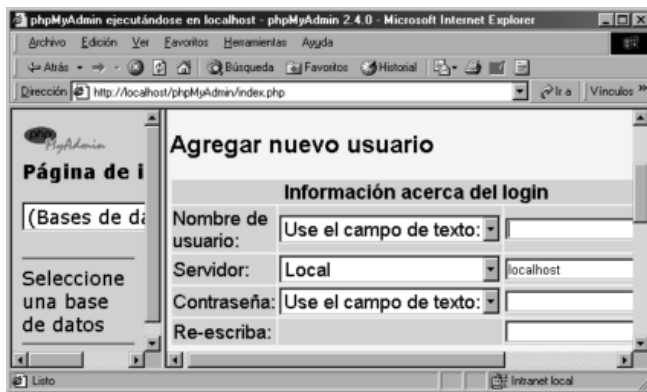 phpMyAdmin ejecutándose en localhost - phpMyAdmin 2.4.0 - Microsoft Internet Explorer
Archivo Edición Ver Favoritos Herramientas Ayuda
Atrás Búsqueda Favoritos Historial
Dirección http://localhost/phpMyAdmin/index.php Ir a Vínculos »
php
MyAdmin
Página de i
(Bases de da
Seleccione
una base
de datos
Agregar nuevo usuario
Información acerca del login
Nombre de
usuario:
Use el campo de texto:
Servidor: Local localhost
Contraseña: Use el campo de texto:
Re-escriba:
Listo Intranet local